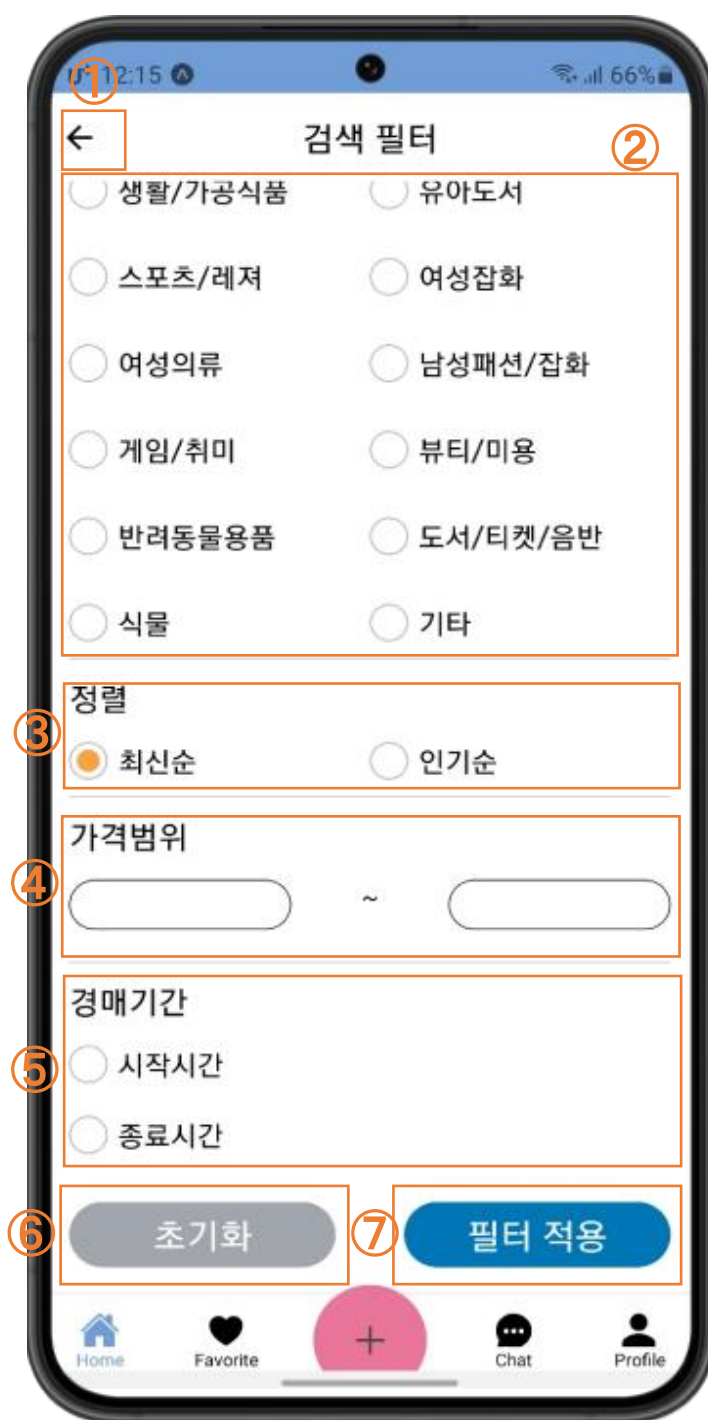 ① 12:15 66%
검색 필터 ②
생활/가공식품 유아도서
스포츠/레져 여성잡화
여성의류 남성패션/잡화
게임/취미 뷰티/미용
반려동물용품 도서/티켓/음반
식물 기타
정렬
③ 최신순 인기순
가격범위
④ ~
경매기간
⑤ 시작시간
종료시간
⑥ 초기화 ⑦ 필터 적용
+
Home Favorite Chat Profile